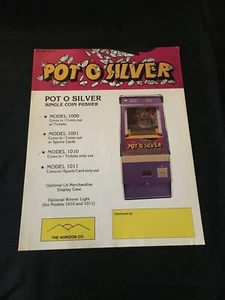 POT O SILVER
POT O SILVER
SINGLE COIN PUSHER
★ MODEL 1000
Coins in / Coins out
w/ Tickets
★ MODEL 1001
Coins in / Coins out
w/ Sports Cards
★ MODEL 1010
Coins in / Tickets only out
★ MODEL 1011
Coins in/Sports Card only out
Optional Lit Merchandise
Display Case
Optional Winner Light
(for Models 1010 and 1011)
THE HORIZON CO.
Distributed by: